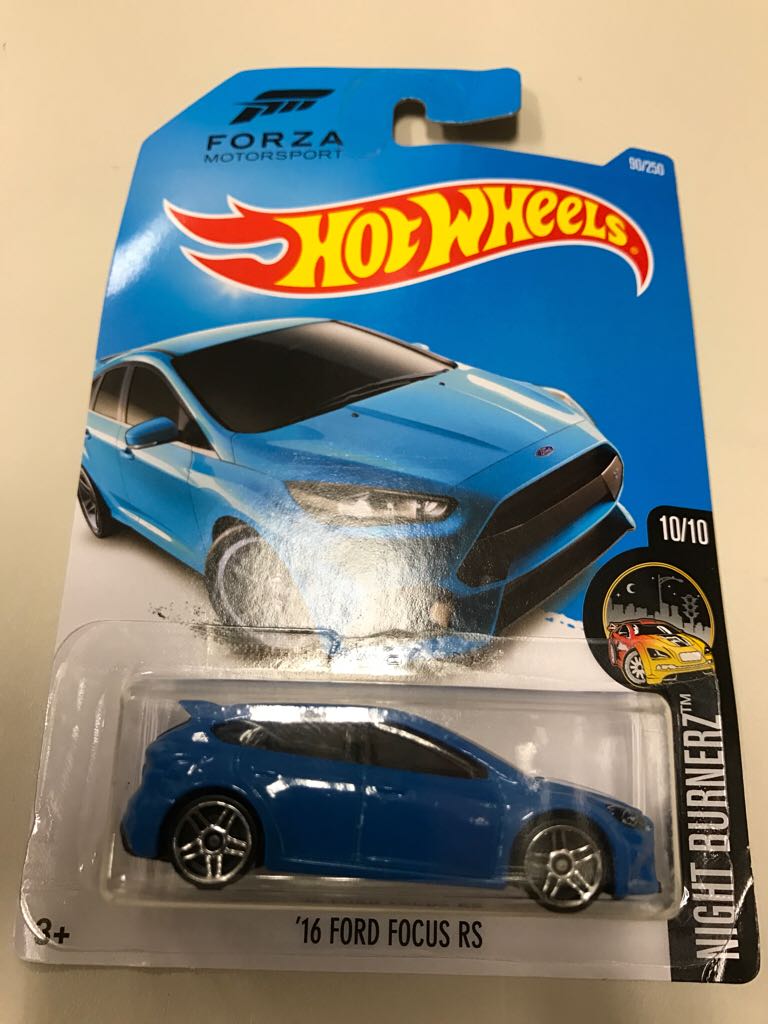 FORZA
MOTORSPORT
90/250
HOT WHEELS
10/10
NIGHT BURNERZ™
3+
'16 FORD FOCUS RS